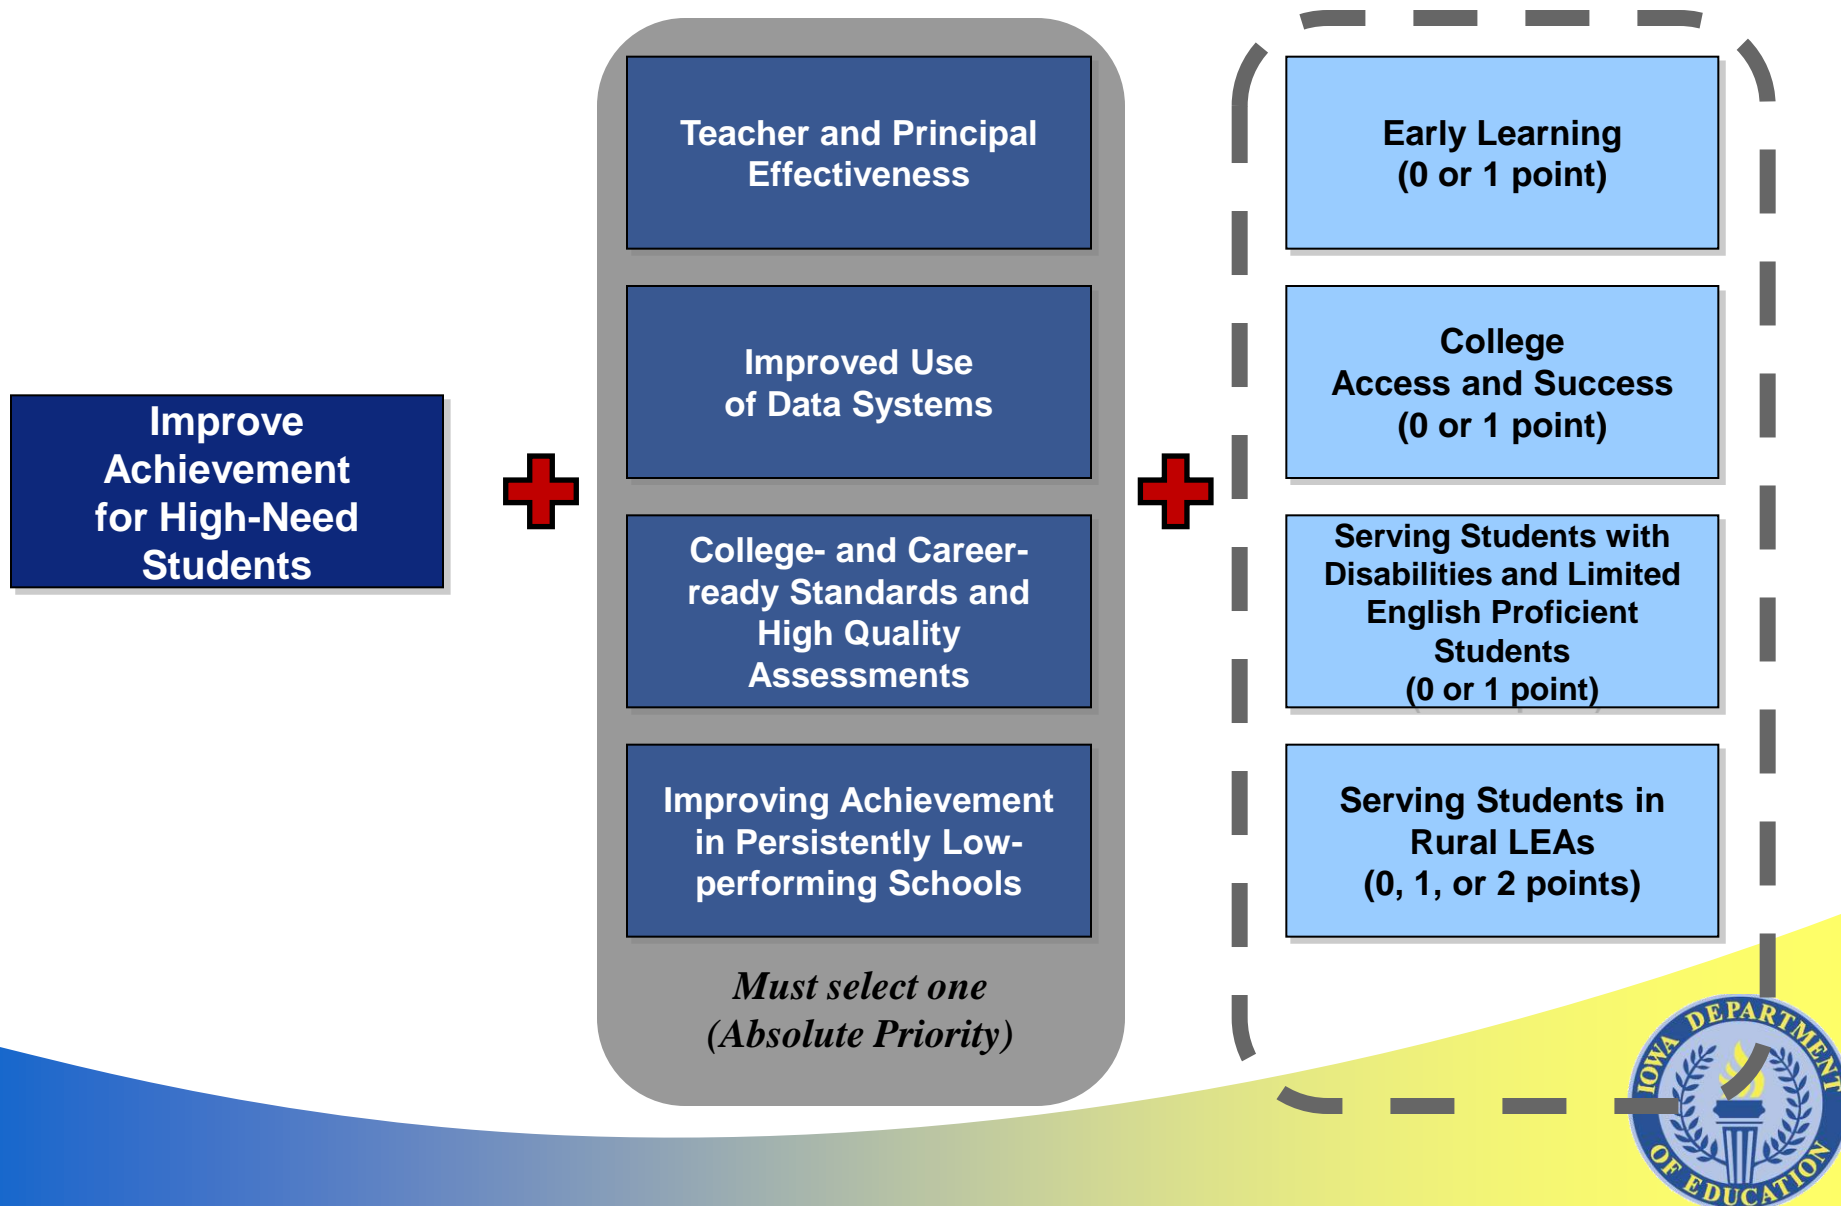 Improve
Achievement
for High-Need
Students
Teacher and Principal
Effectiveness
Improved Use
of Data Systems
College- and Career-
ready Standards and
High Quality
Assessments
Improving Achievement
in Persistently Low-
performing Schools
Must select one
(Absolute Priority)
Early Learning
(0 or 1 point)
College
Access and Success
(0 or 1 point)
Serving Students with
Disabilities and Limited
English Proficient
Students
(0 or 1 point)
Serving Students in
Rural LEAs
(0, 1, or 2 points)
IOWA DEPARTMENT
OF EDUCATION